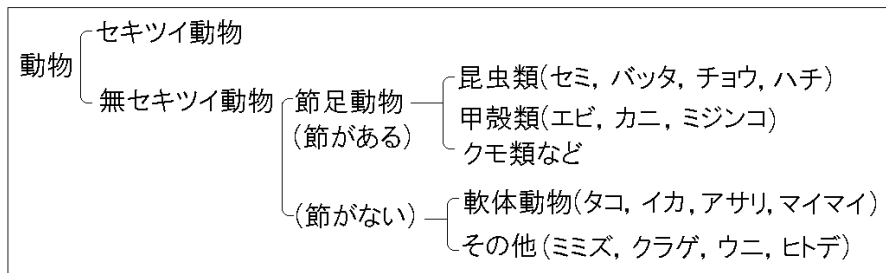 動物
セキツイ動物
無セキツイ動物
節足動物
(節がある)
昆虫類(セミ, バッタ, チョウ, ハチ)
甲殻類(エビ, カニ, ミジンコ)
クモ類など
(節がない)
軟体動物(タコ, イカ, アサリ, マイマイ)
その他(ミミズ, クラゲ, ウニ, ヒトデ)